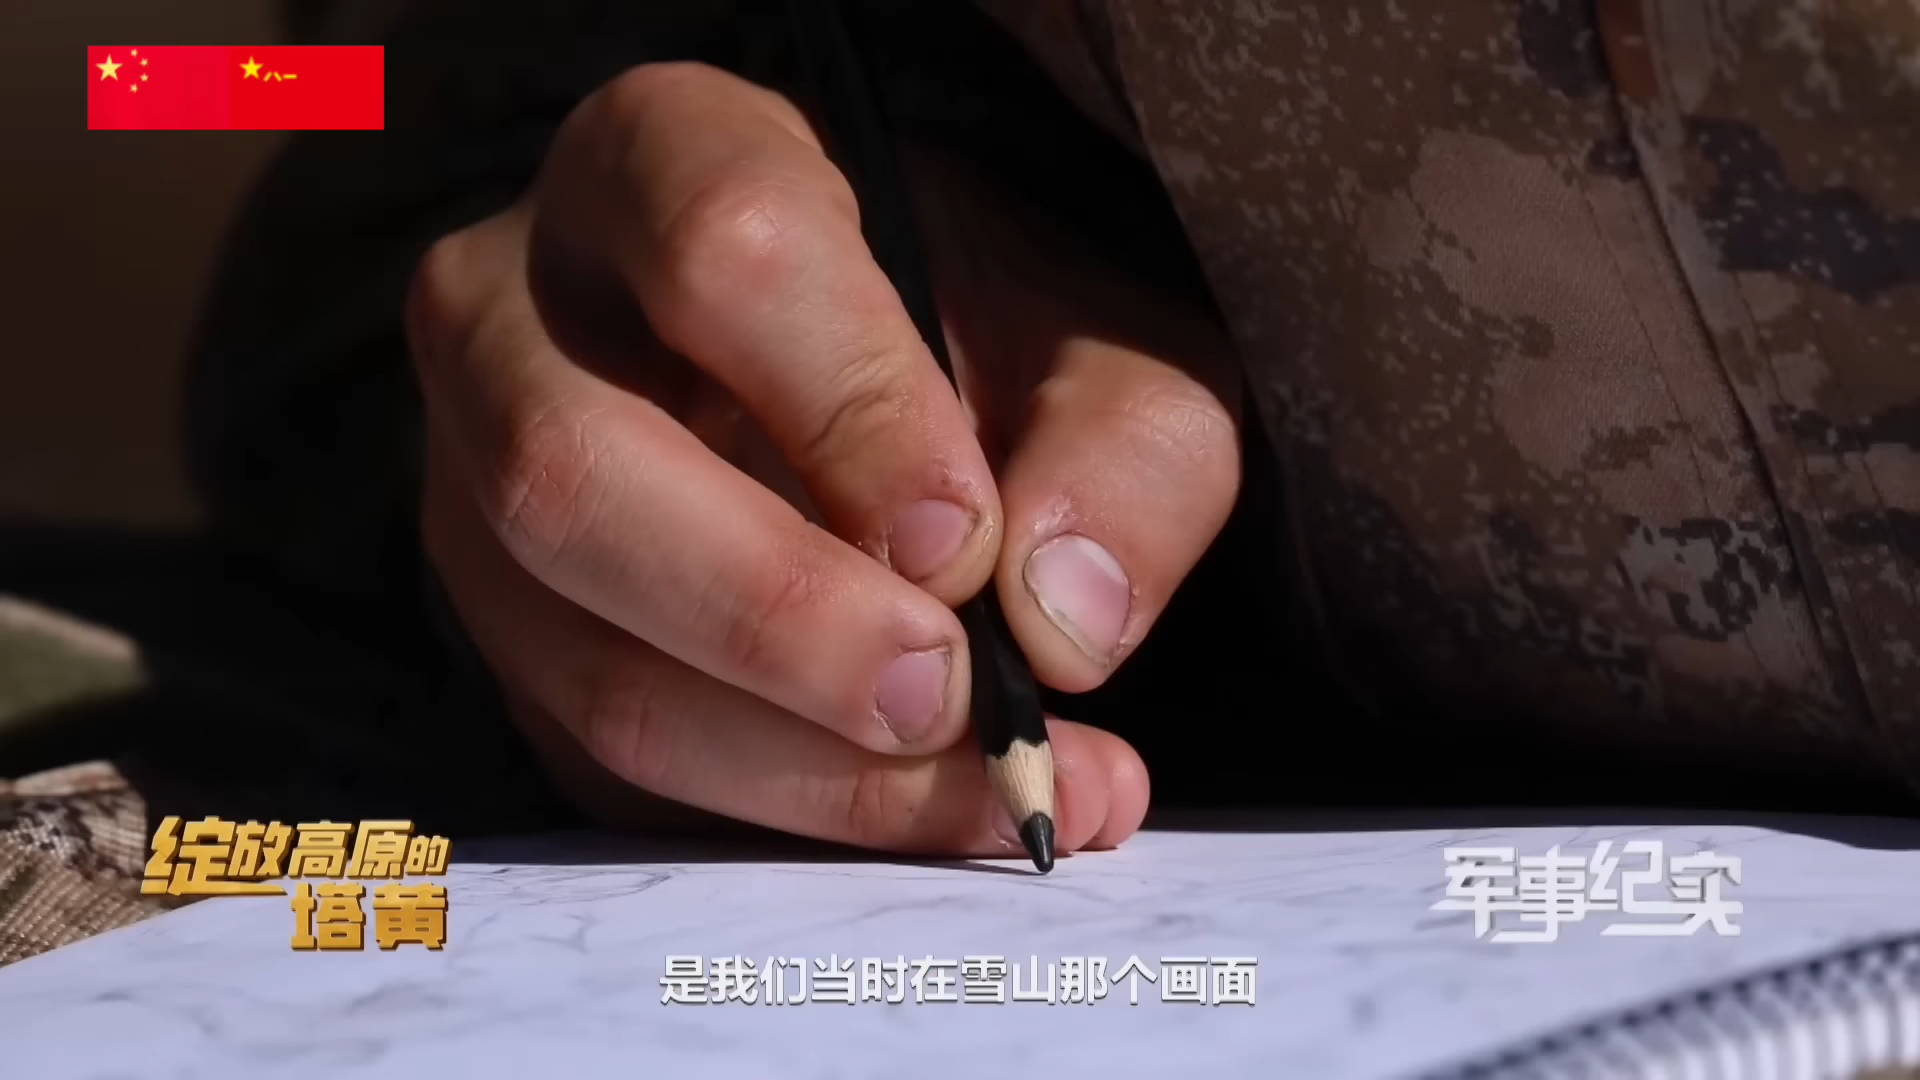 八一
绽放高原的
塔黄
军事纪实
是我们当时在雪山那个画面